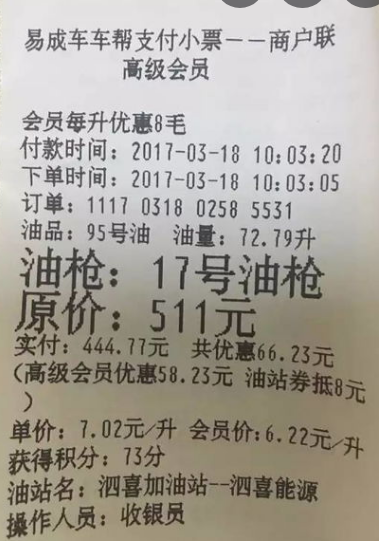 易成车车帮支付小票--商户联
高级会员
会员每升优惠8毛
付款时间: 2017-03-18 10:03:20
下单时间: 2017-03-18 10:03:05
订单: 1117 0318 0258 5531
油品: 95号油 油量: 72.79升
油枪: 17号油枪
原价: 511元
实付: 444.77元 共优惠66.23元
(高级会员优惠58.23元 油站券抵8元
)
单价: 7.02元/升 会员价:6.22元/升
获得积分: 73分
油站名: 泗喜加油站--泗喜能源
操作人员: 收银员